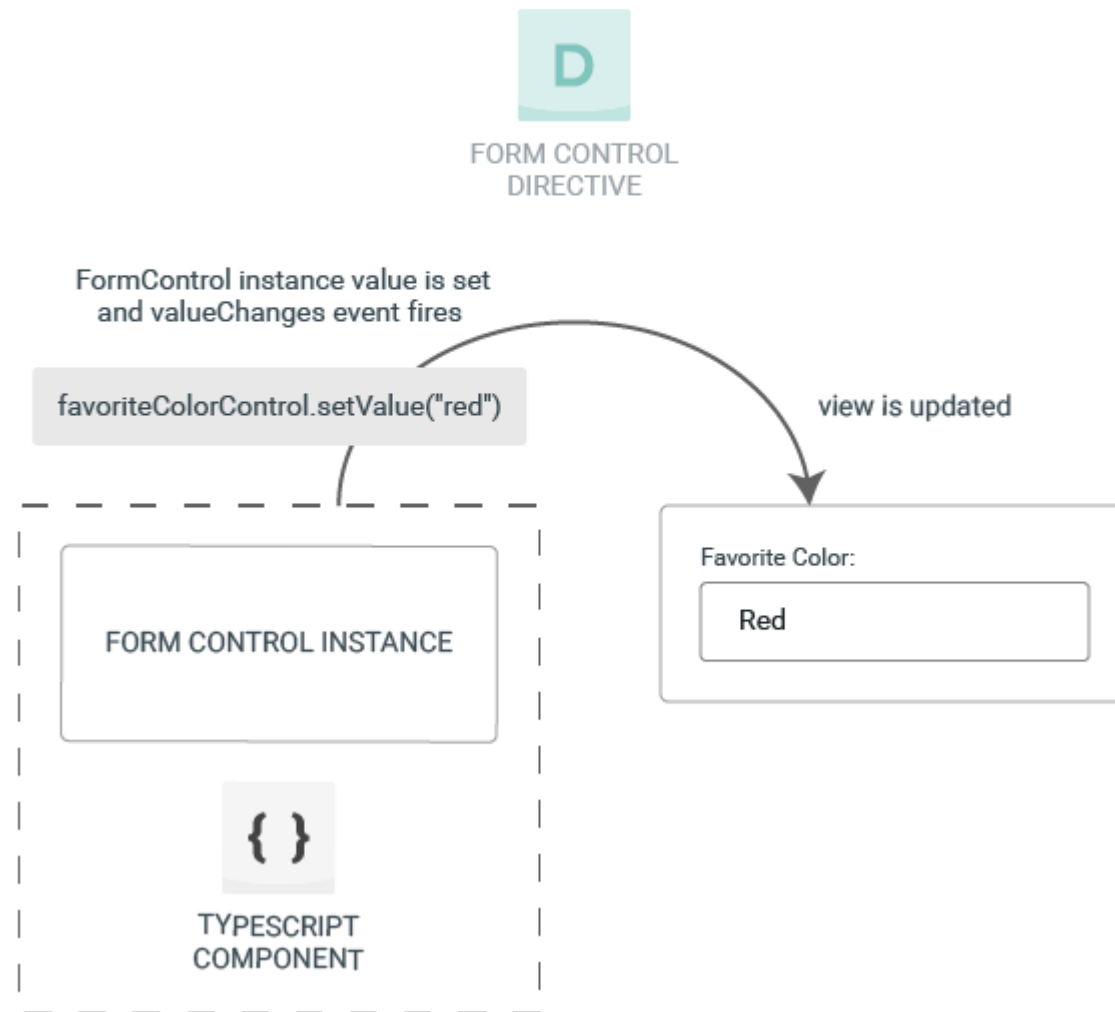 D
FORM CONTROL
DIRECTIVE
FormControl instance value is set
and valueChanges event fires
favoriteColorControl.setValue("red")
view is updated
Favorite Color:
Red
FORM CONTROL INSTANCE
{ }
TYPESCRIPT
COMPONENT